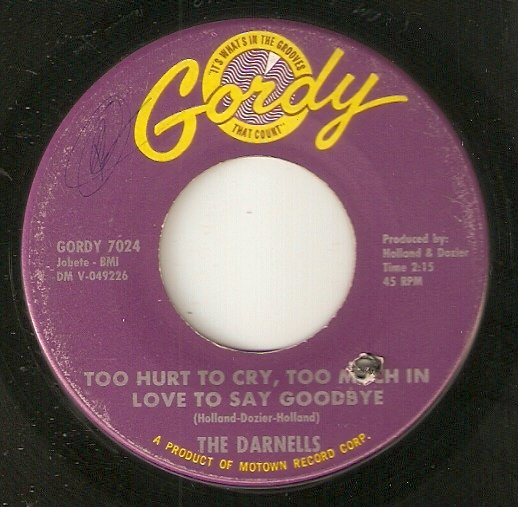 "IT'S WHAT'S IN THE GROOVES
Gordy
THAT COUNT"
GORDY 7024
Jobete - BMI
DM V-049226
Produced by:
Holland & Dozier
Time 2:15
45 RPM
TOO HURT TO CRY, TOO MUCH IN
LOVE TO SAY GOODBYE
(Holland-Dozier-Holland)
THE DARNELLS
A PRODUCT OF MOTOWN RECORD CORP.